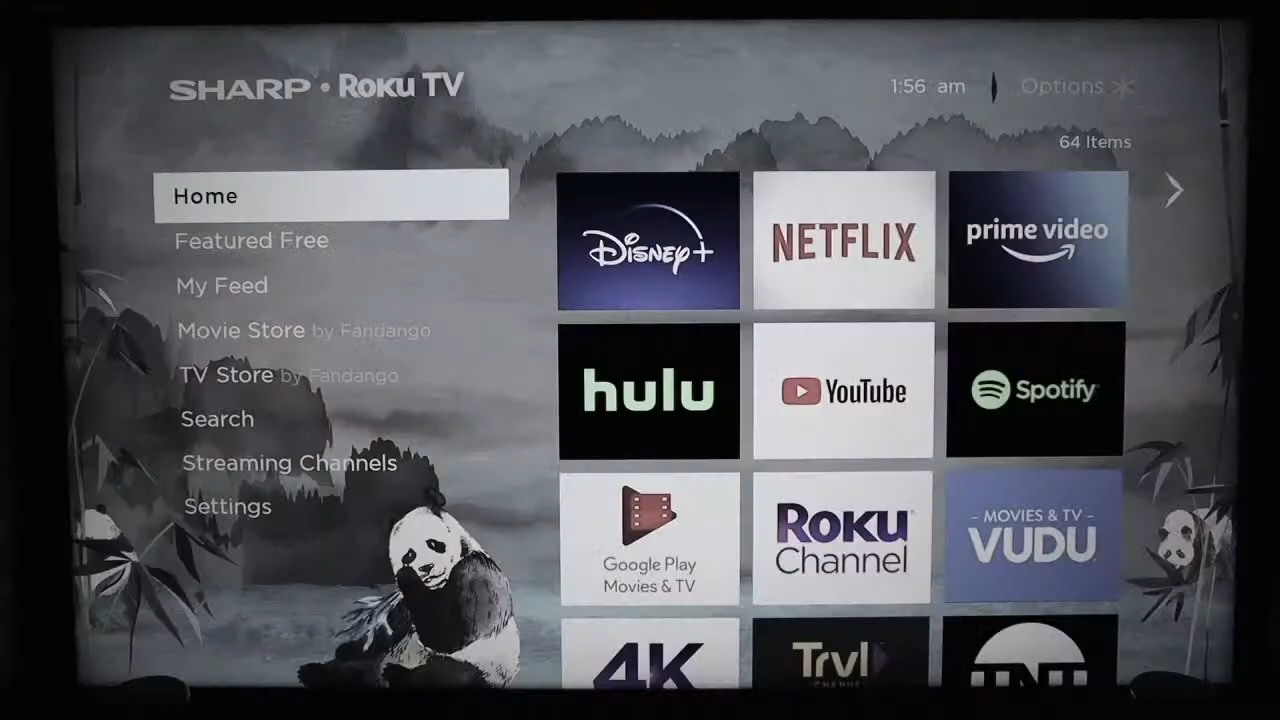 SHARP • Roku TV
1:56 am
Options
64 Items
Home
Featured Free
My Feed
Movie Store by Fandango
TV Store by Fandango
Search
Streaming Channels
Settings
Disney+
NETFLIX
prime video
hulu
YouTube
Spotify
Google Play
Movies & TV
Roku
Channel
- MOVIES & TV -
VUDU
4K
Trvl
CHANNEL
TNT